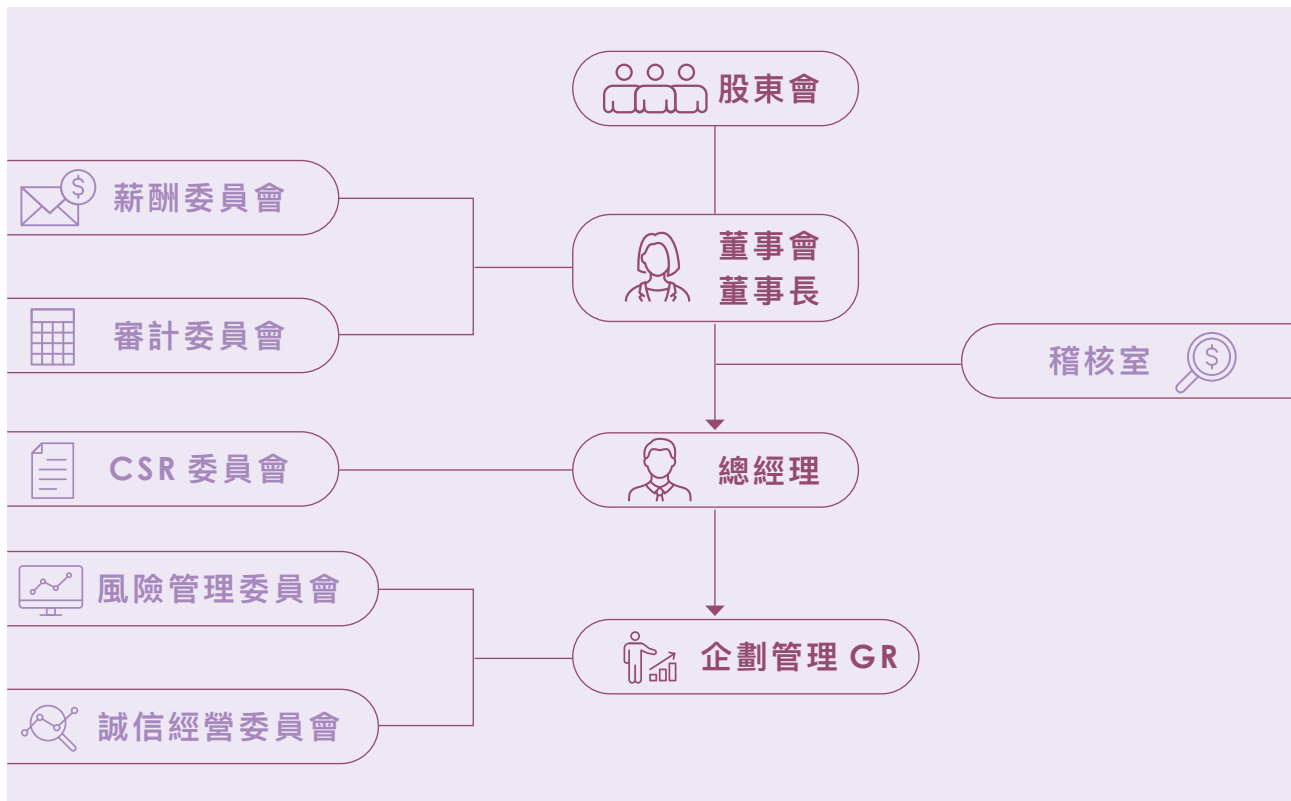 股東會
薪酬委員會
董事會
董事長
審計委員會
稽核室
CSR 委員會
總經理
風險管理委員會
企劃管理 GR
誠信經營委員會